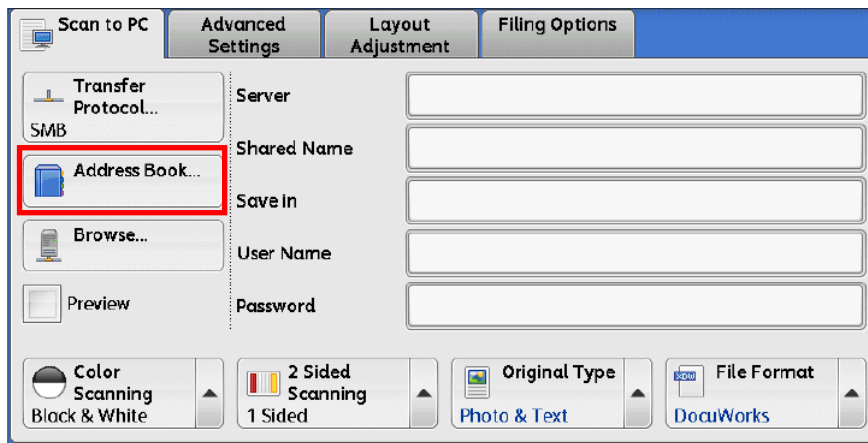 Scan to PC
Advanced
Settings
Layout
Adjustment
Filing Options
Transfer
Protocol...
SMB
Server
Shared Name
Address Book...
Save in
Browse...
User Name
Preview
Password
Color
Scanning
Black & White
2 Sided
Scanning
1 Sided
Original Type
Photo & Text
XDW
File Format
DocuWorks